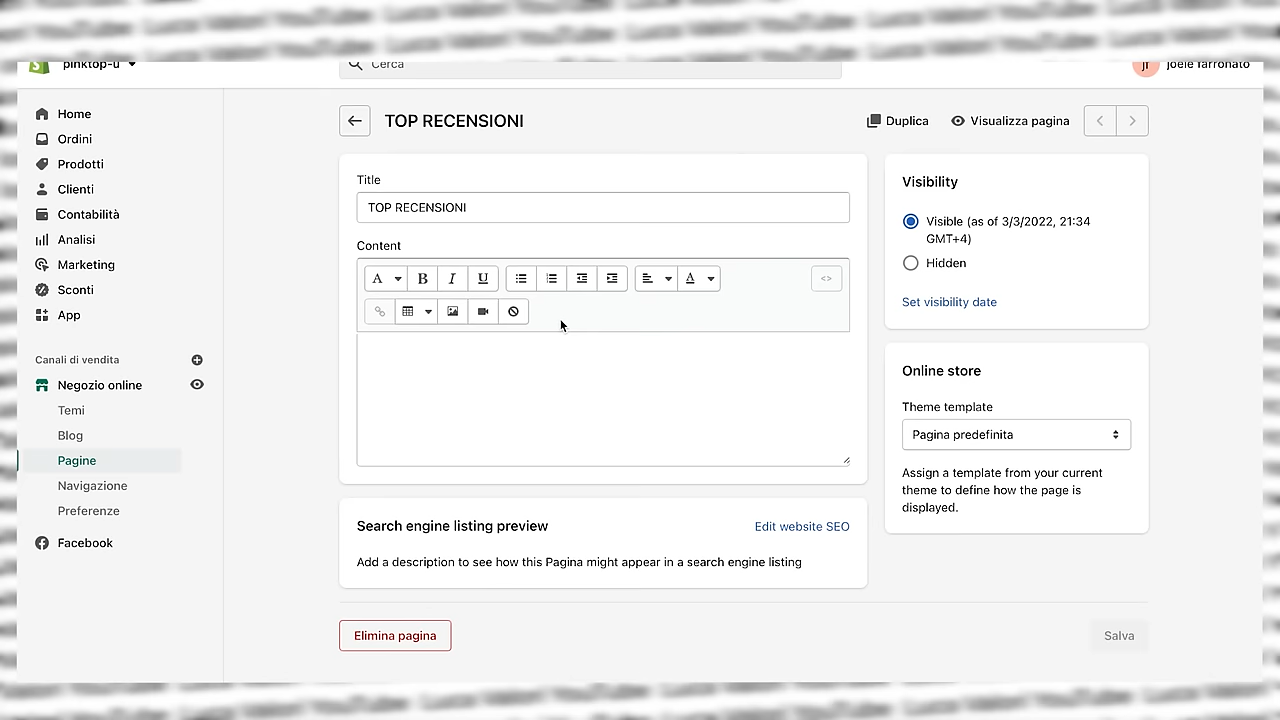 pinktop-u
Cerca
jf
joele farronato
Home
Ordini
Prodotti
Clienti
Contabilità
Analisi
Marketing
Sconti
App
Canali di vendita
Negozio online
Temi
Blog
Pagine
Navigazione
Preferenze
Facebook
TOP RECENSIONI
Duplica
Visualizza pagina
Title
TOP RECENSIONI
Content
A
B
I
U
A
<>
Search engine listing preview
Edit website SEO
Add a description to see how this Pagina might appear in a search engine listing
Visibility
Visible (as of 3/3/2022, 21:34
GMT+4)
Hidden
Set visibility date
Online store
Theme template
Pagina predefinita
Assign a template from your current
theme to define how the page is
displayed.
Elimina pagina
Salva